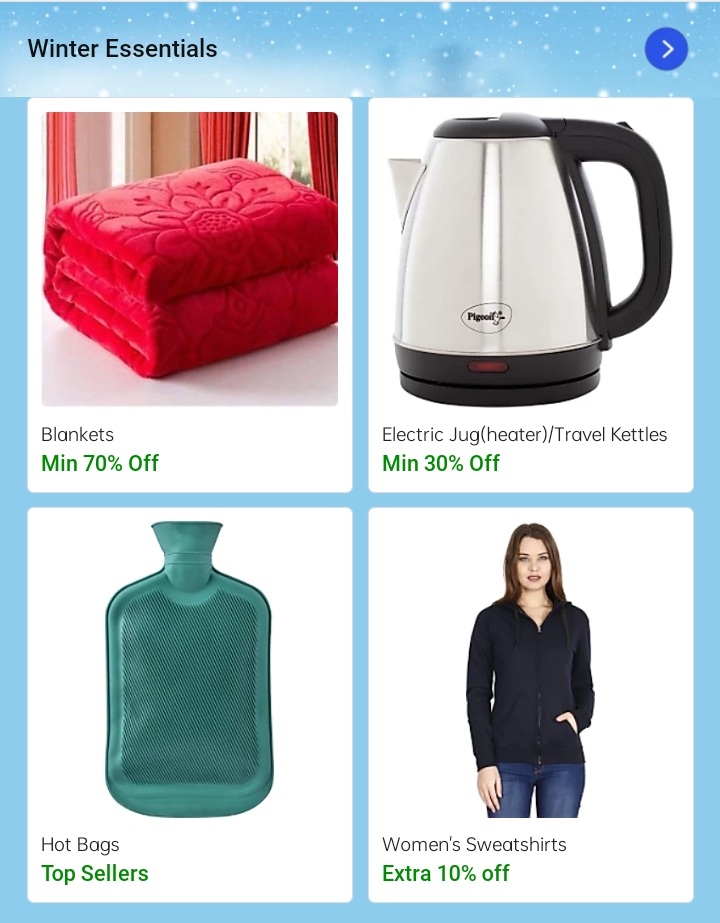 Winter Essentials
Pigeon
Blankets
Min 70% Off
Electric Jug(heater)/Travel Kettles
Min 30% Off
Hot Bags
Top Sellers
Women's Sweatshirts
Extra 10% off